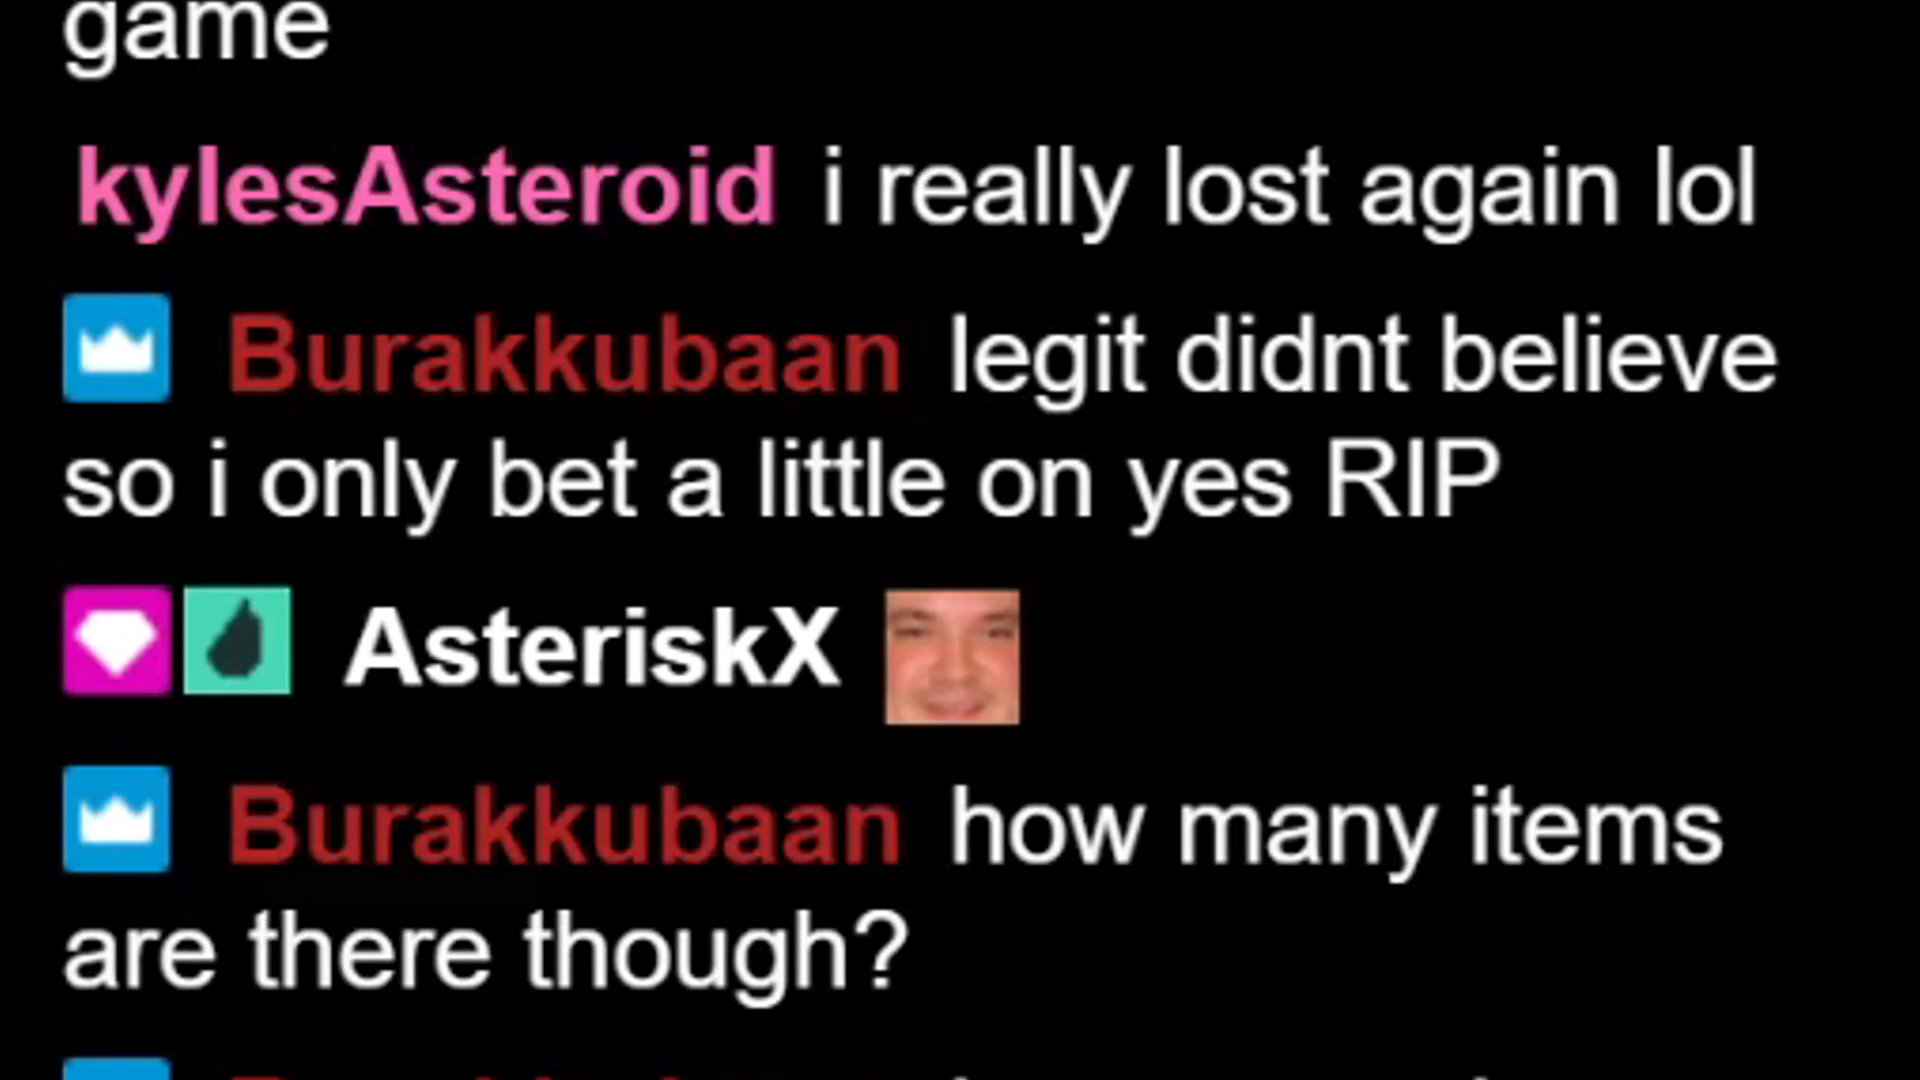 game
kylesAsteroid i really lost again lol
Burakkubaan legit didnt believe
so i only bet a little on yes RIP
AsteriskX
Burakkubaan how many items
are there though?